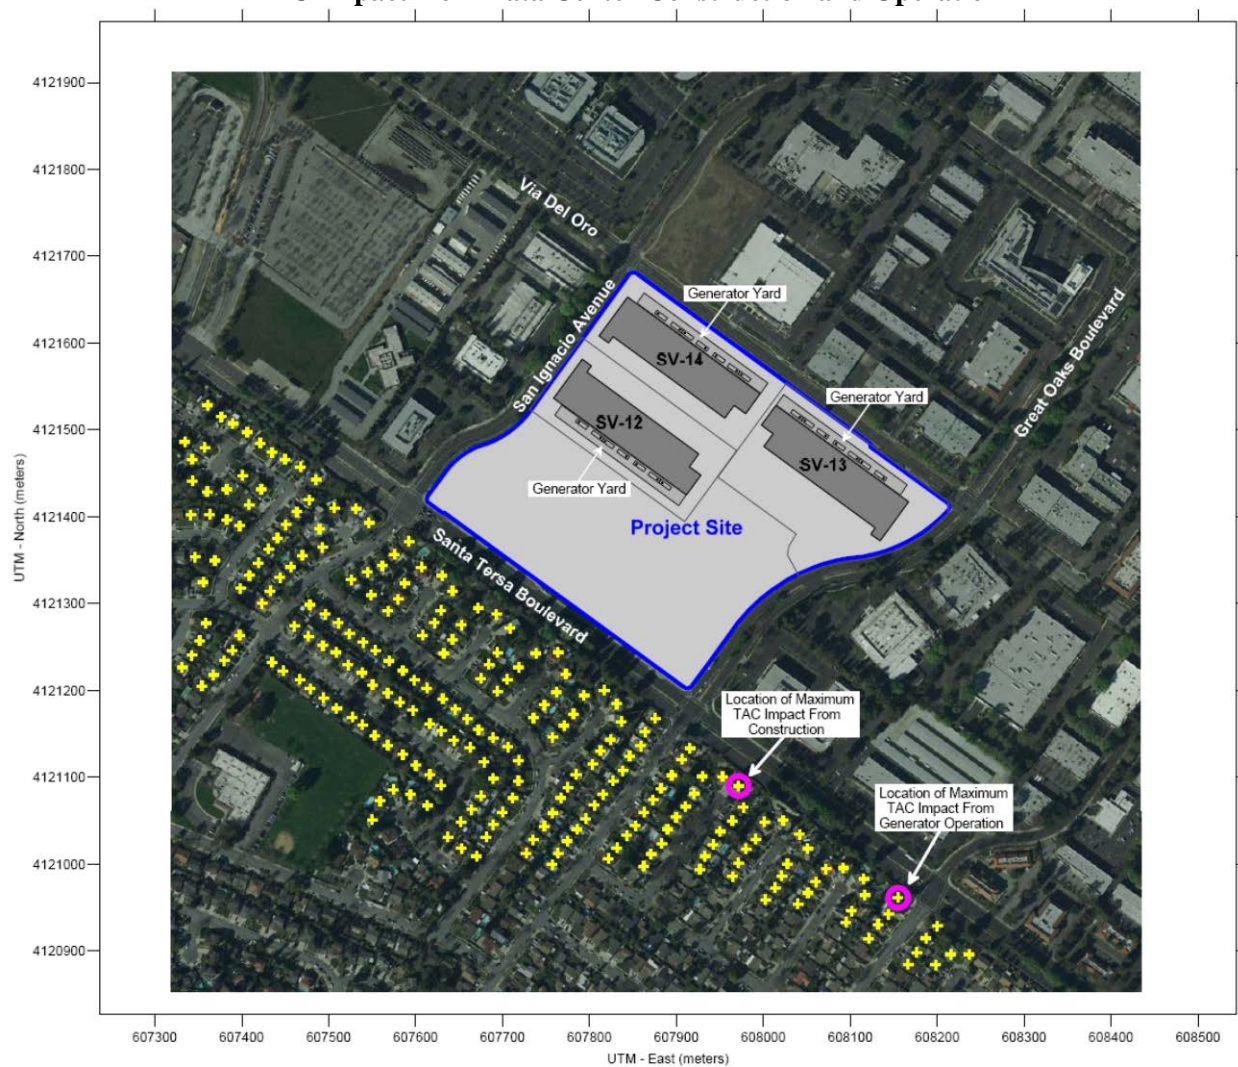 4121900
4121800
4121700
4121600
4121500
4121400
4121300
4121200
4121100
4121000
4120900
UTM - North (meters)
Via Del Oro
San Ignacio Avenue
Great Oaks Boulevard
Santa Tersa Boulevard
Generator Yard
SV-14
Generator Yard
SV-12
SV-13
Generator Yard
Project Site
Location of Maximum
TAC Impact From
Construction
Location of Maximum
TAC Impact From
Generator Operation
607300 607400 607500 607600 607700 607800 607900 608000 608100 608200 608300 608400 608500
UTM - East (meters)